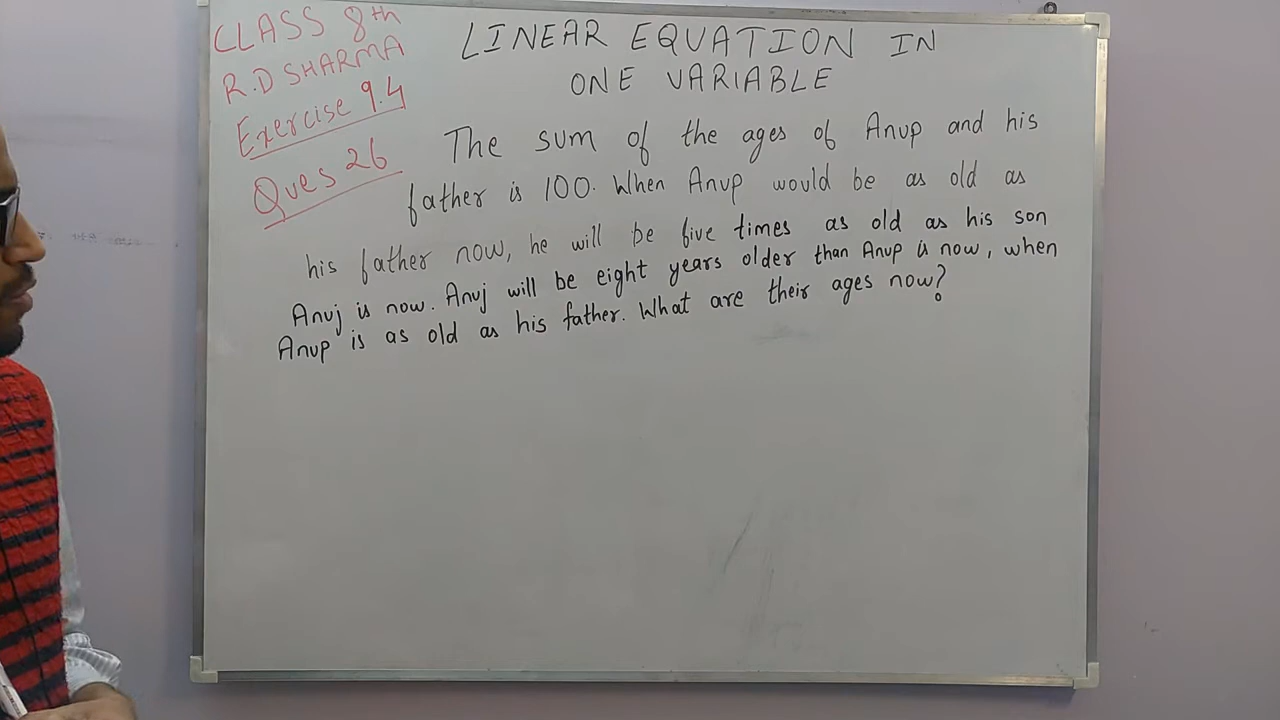 CLASS 8th
R.D SHARMA
Exercise 9.4
Ques 26
LINEAR EQUATION IN
ONE VARIABLE
The sum of the ages of Anup and his
father is 100. When Anup would be as old as
his father now, he will be five times as old as his son
Anuj is now. Anuj will be eight years older than Anup is now, when
Anup is as old as his father. What are their ages now?